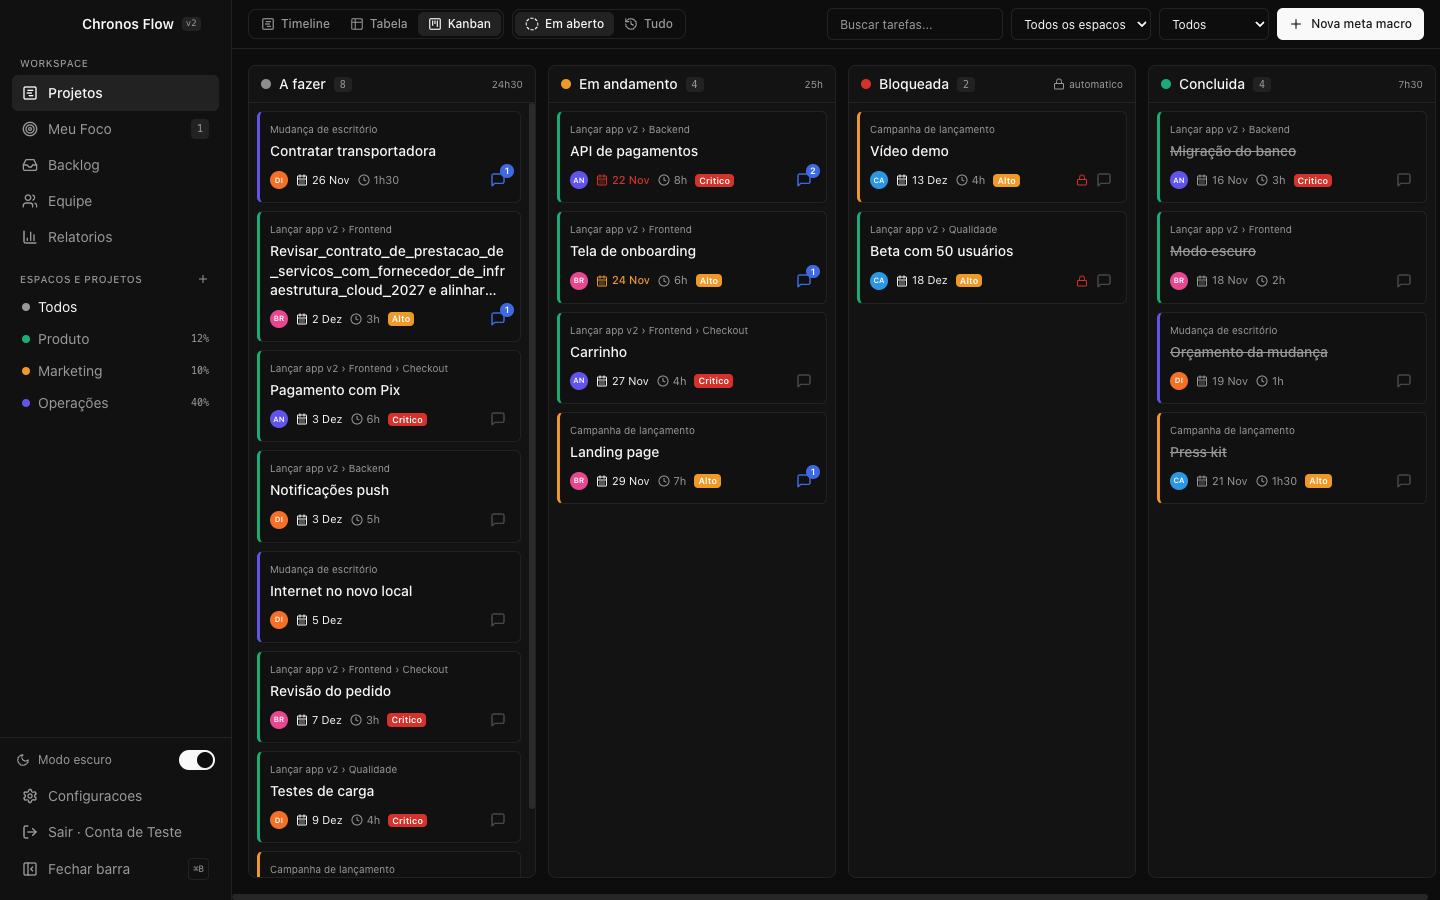 Chronos Flow v2
WORKSPACE
Projetos
Meu Foco 1
Backlog
Equipe
Relatorios
ESPACOS E PROJETOS +
Todos
Produto 12%
Marketing 10%
Operações 40%
Modo escuro
Configuracoes
Sair · Conta de Teste
Fechar barra ⌘B
Timeline Tabela Kanban Em aberto Tudo Buscar tarefas... Todos os espacos Todos + Nova meta macro
A fazer 8 24h30
Mudança de escritório
Contratar transportadora
DI 26 Nov 1h30 1
Lançar app v2 › Frontend
Revisar_contrato_de_prestacao_de
_servicos_com_fornecedor_de_infr
aestrutura_cloud_2027 e alinhar...
BR 2 Dez 3h Alto 1
Lançar app v2 › Frontend › Checkout
Pagamento com Pix
AN 3 Dez 6h Crítico
Lançar app v2 › Backend
Notificações push
DI 3 Dez 5h
Mudança de escritório
Internet no novo local
DI 5 Dez
Lançar app v2 › Frontend › Checkout
Revisão do pedido
BR 7 Dez 3h Crítico
Lançar app v2 › Qualidade
Testes de carga
DI 9 Dez 4h Crítico
Campanha de lançamento
Em andamento 4 25h
Lançar app v2 › Backend
API de pagamentos
AN 22 Nov 8h Crítico 2
Lançar app v2 › Frontend
Tela de onboarding
BR 24 Nov 6h Alto 1
Lançar app v2 › Frontend › Checkout
Carrinho
AN 27 Nov 4h Crítico
Campanha de lançamento
Landing page
BR 29 Nov 7h Alto 1
Bloqueada 2 automatico
Campanha de lançamento
Vídeo demo
CA 13 Dez 4h Alto
Lançar app v2 › Qualidade
Beta com 50 usuários
CA 18 Dez Alto
Concluida 4 7h30
Lançar app v2 › Backend
Migração do banco
AN 16 Nov 3h Crítico
Lançar app v2 › Frontend
Modo escuro
BR 18 Nov 2h
Mudança de escritório
Orçamento da mudança
DI 19 Nov 1h
Campanha de lançamento
Press kit
CA 21 Nov 1h30 Alto